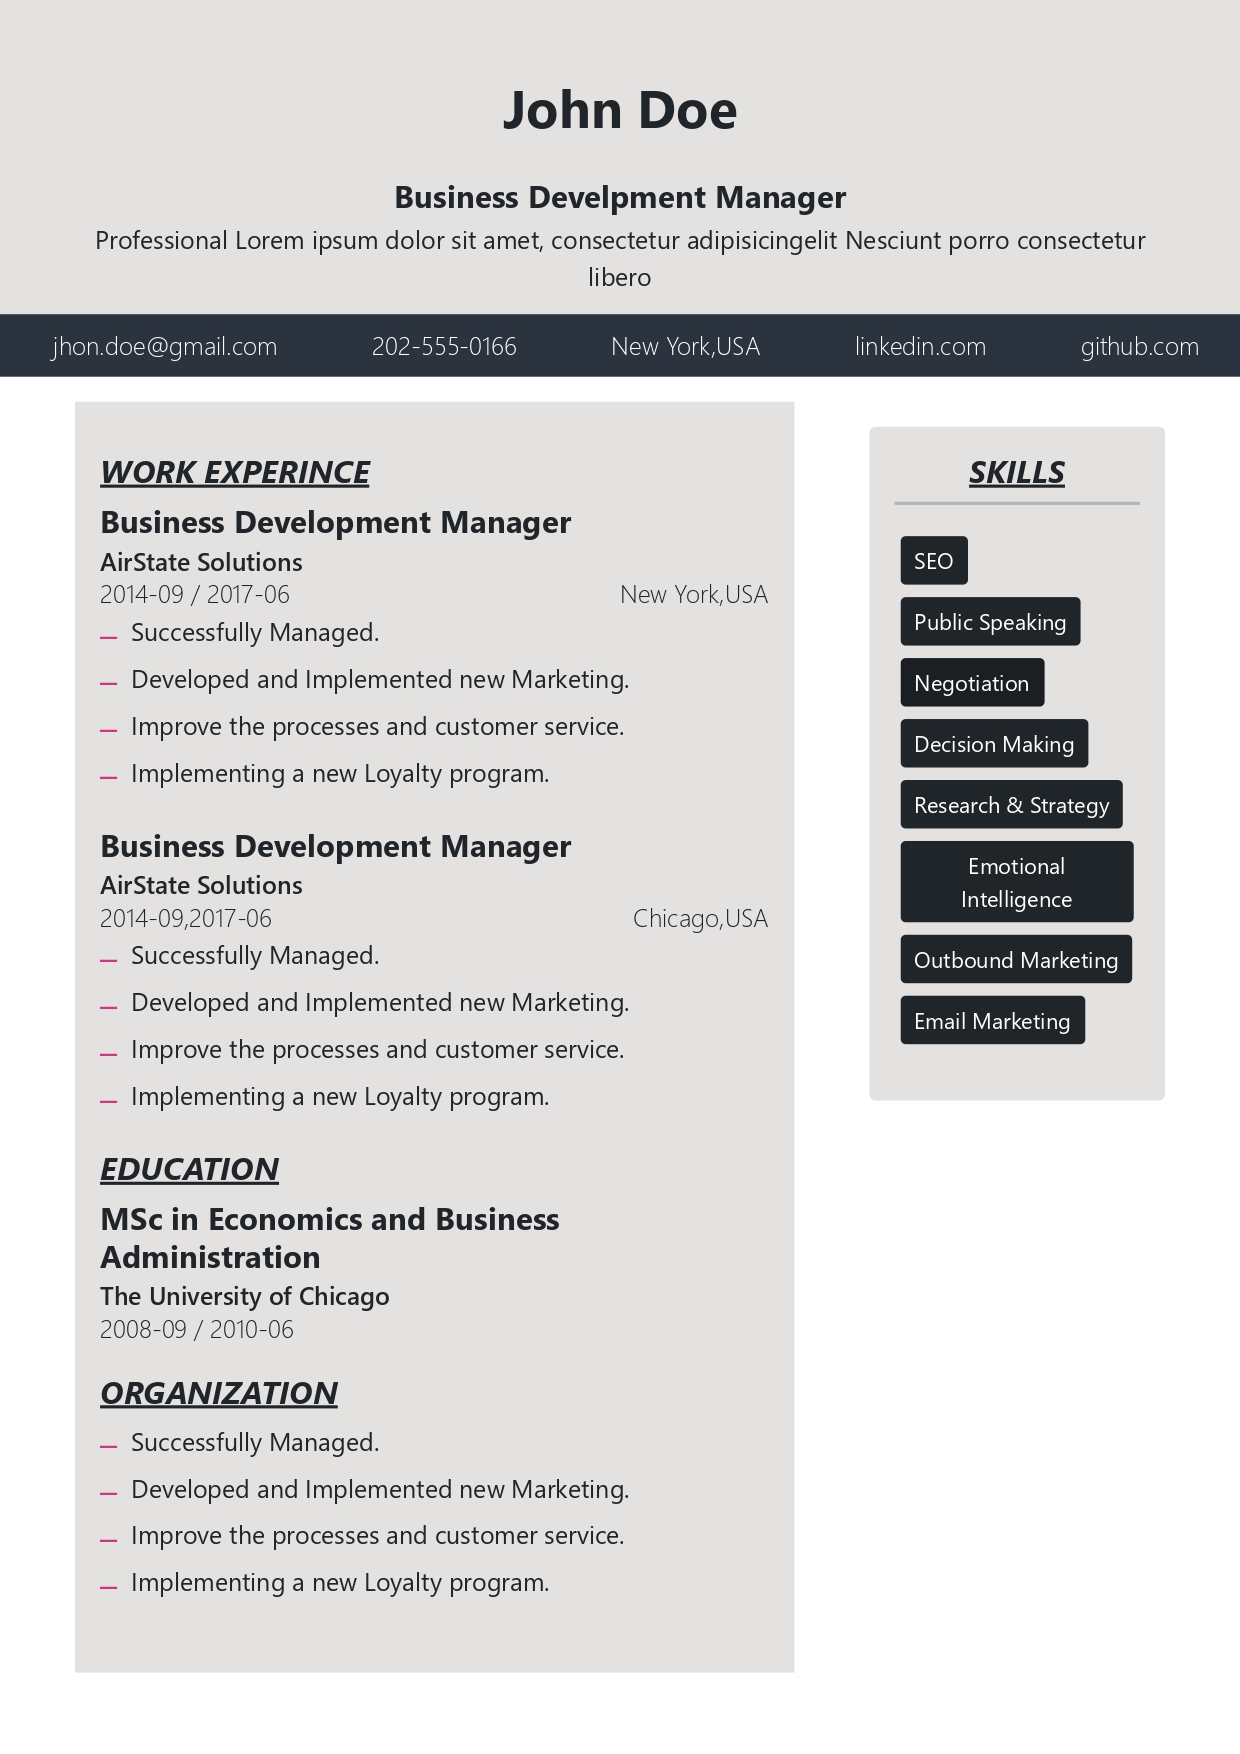 John Doe
Business Develpment Manager
Professional Lorem ipsum dolor sit amet, consectetur adipisicingelit Nesciunt porro consectetur
libero
jhon.doe@gmail.com 202-555-0166 New York,USA linkedin.com github.com
WORK EXPERINCE
Business Development Manager
AirState Solutions
2014-09 / 2017-06 New York,USA
Successfully Managed.
Developed and Implemented new Marketing.
Improve the processes and customer service.
Implementing a new Loyalty program.
Business Development Manager
AirState Solutions
2014-09,2017-06 Chicago,USA
Successfully Managed.
Developed and Implemented new Marketing.
Improve the processes and customer service.
Implementing a new Loyalty program.
EDUCATION
MSc in Economics and Business
Administration
The University of Chicago
2008-09 / 2010-06
ORGANIZATION
Successfully Managed.
Developed and Implemented new Marketing.
Improve the processes and customer service.
Implementing a new Loyalty program.
SKILLS
SEO
Public Speaking
Negotiation
Decision Making
Research & Strategy
Emotional
Intelligence
Outbound Marketing
Email Marketing